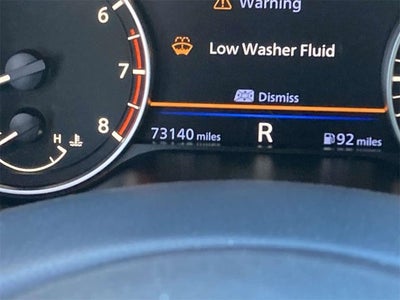 Warning
6
Low Washer Fluid
7
Dismiss
8
73140 miles R 92 miles
H